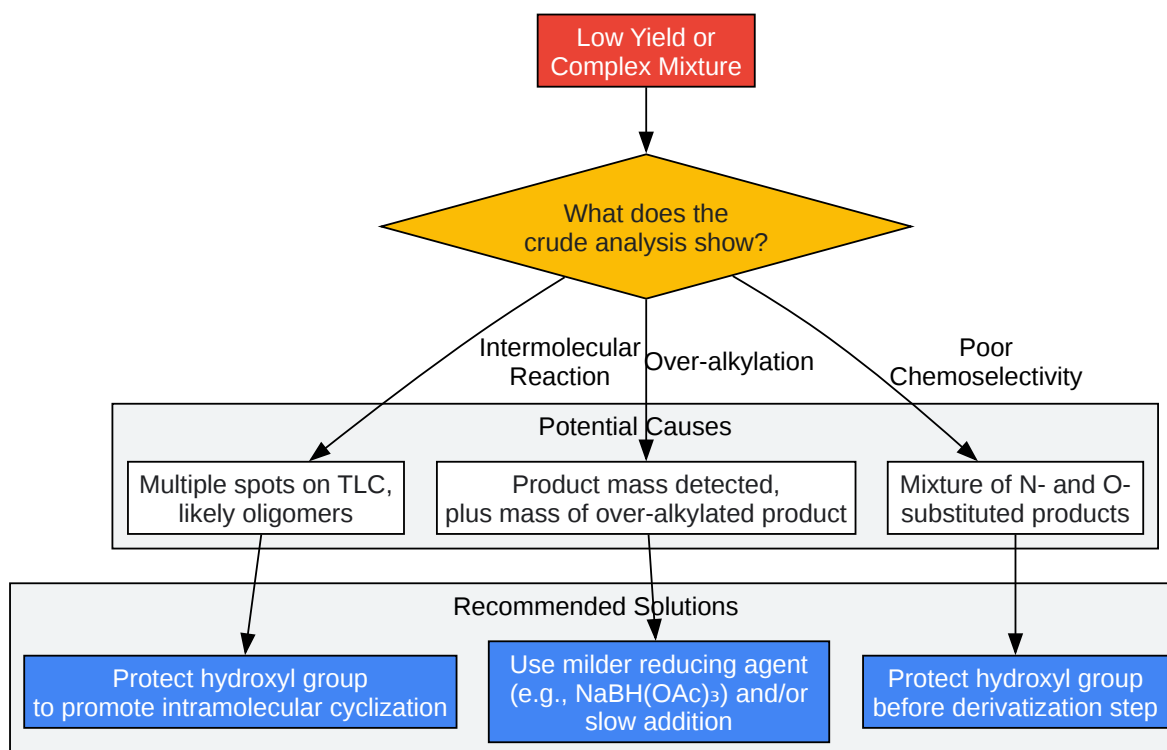 Low Yield or
Complex Mixture
What does the
crude analysis show?
Intermolecular
Reaction
Over-alkylation
Poor
Chemoselectivity
Potential Causes
Multiple spots on TLC,
likely oligomers
Product mass detected,
plus mass of over-alkylated product
Mixture of N- and O-
substituted products
Recommended Solutions
Protect hydroxyl group
to promote intramolecular cyclization
Use milder reducing agent
(e.g., NaBH(OAc)₃) and/or
slow addition
Protect hydroxyl group
before derivatization step